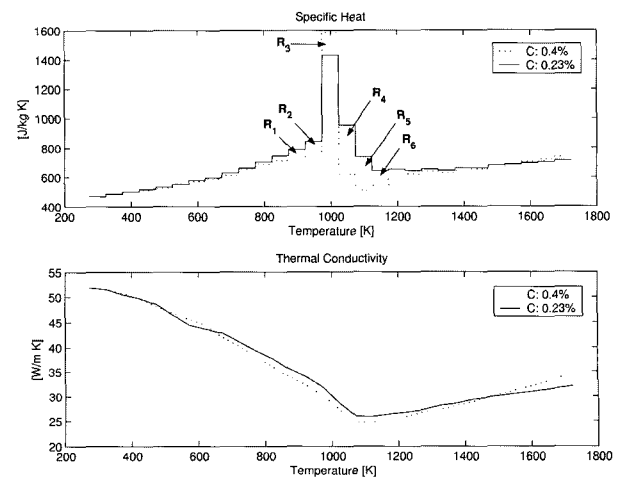 Specific Heat
1600
1400
1200
1000
800
600
400
[J/kg K]
R3
R2
R1
R4
R5
R6
C: 0.4%
C: 0.23%
200 400 600 800 1000 1200 1400 1600 1800
Temperature [K]
Thermal Conductivity
55
50
45
40
35
30
25
20
[W/m K]
C: 0.4%
C: 0.23%
200 400 600 800 1000 1200 1400 1600 1800
Temperature [K]